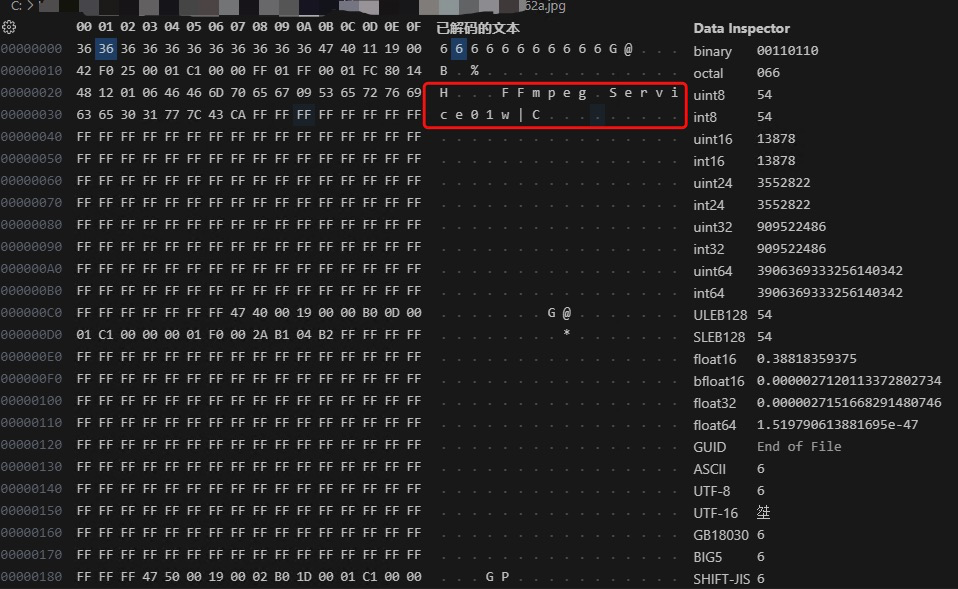 C: > 62a.jpg
00 01 02 03 04 05 06 07 08 09 0A 0B 0C 0D 0E 0F 已解码的文本
00000000 36 36 36 36 36 36 36 36 36 36 36 47 40 11 19 00 6 6 6 6 6 6 6 6 6 6 6 G @ . . .
00000010 42 F0 25 00 01 C1 00 00 FF 01 FF 00 01 FC 80 14 B . % . . . . . . . . . . . . .
00000020 48 12 01 06 46 46 6D 70 65 67 09 53 65 72 76 69 H . . . F F m p e g . S e r v i
00000030 63 65 30 31 77 7C 43 CA FF FF FF FF FF FF FF FF c e 0 1 w | C . . . . . . . . .
00000040 FF FF FF FF FF FF FF FF FF FF FF FF FF FF FF FF . . . . . . . . . . . . . . . .
00000050 FF FF FF FF FF FF FF FF FF FF FF FF FF FF FF FF . . . . . . . . . . . . . . . .
00000060 FF FF FF FF FF FF FF FF FF FF FF FF FF FF FF FF . . . . . . . . . . . . . . . .
00000070 FF FF FF FF FF FF FF FF FF FF FF FF FF FF FF FF . . . . . . . . . . . . . . . .
00000080 FF FF FF FF FF FF FF FF FF FF FF FF FF FF FF FF . . . . . . . . . . . . . . . .
00000090 FF FF FF FF FF FF FF FF FF FF FF FF FF FF FF FF . . . . . . . . . . . . . . . .
000000A0 FF FF FF FF FF FF FF FF FF FF FF FF FF FF FF FF . . . . . . . . . . . . . . . .
000000B0 FF FF FF FF FF FF FF FF FF FF FF FF FF FF FF FF . . . . . . . . . . . . . . . .
000000C0 FF FF FF FF FF FF FF 47 40 00 19 00 00 B0 0D 00 . . . . . . . G @ . . . . . . .
000000D0 01 C1 00 00 00 01 F0 00 2A B1 04 B2 FF FF FF FF . . . . . . . . * . . . . . . .
000000E0 FF FF FF FF FF FF FF FF FF FF FF FF FF FF FF FF . . . . . . . . . . . . . . . .
000000F0 FF FF FF FF FF FF FF FF FF FF FF FF FF FF FF FF . . . . . . . . . . . . . . . .
00000100 FF FF FF FF FF FF FF FF FF FF FF FF FF FF FF FF . . . . . . . . . . . . . . . .
00000110 FF FF FF FF FF FF FF FF FF FF FF FF FF FF FF FF . . . . . . . . . . . . . . . .
00000120 FF FF FF FF FF FF FF FF FF FF FF FF FF FF FF FF . . . . . . . . . . . . . . . .
00000130 FF FF FF FF FF FF FF FF FF FF FF FF FF FF FF FF . . . . . . . . . . . . . . . .
00000140 FF FF FF FF FF FF FF FF FF FF FF FF FF FF FF FF . . . . . . . . . . . . . . . .
00000150 FF FF FF FF FF FF FF FF FF FF FF FF FF FF FF FF . . . . . . . . . . . . . . . .
00000160 FF FF FF FF FF FF FF FF FF FF FF FF FF FF FF FF . . . . . . . . . . . . . . . .
00000170 FF FF FF FF FF FF FF FF FF FF FF FF FF FF FF FF . . . . . . . . . . . . . . . .
00000180 FF FF FF 47 50 00 19 00 02 B0 1D 00 01 C1 00 00 . . . G P . . . . . . . . . . .
Data Inspector
binary 00110110
octal 066
uint8 54
int8 54
uint16 13878
int16 13878
uint24 3552822
int24 3552822
uint32 909522486
int32 909522486
uint64 3906369333256140342
int64 3906369333256140342
ULEB128 54
SLEB128 54
float16 0.38818359375
bfloat16 0.0000027120113372802734
float32 0.0000027151668291480746
float64 1.519790613881695e-47
GUID End of File
ASCII 6
UTF-8 6
UTF-16
GB18030 6
BIG5 6
SHIFT-JIS 6